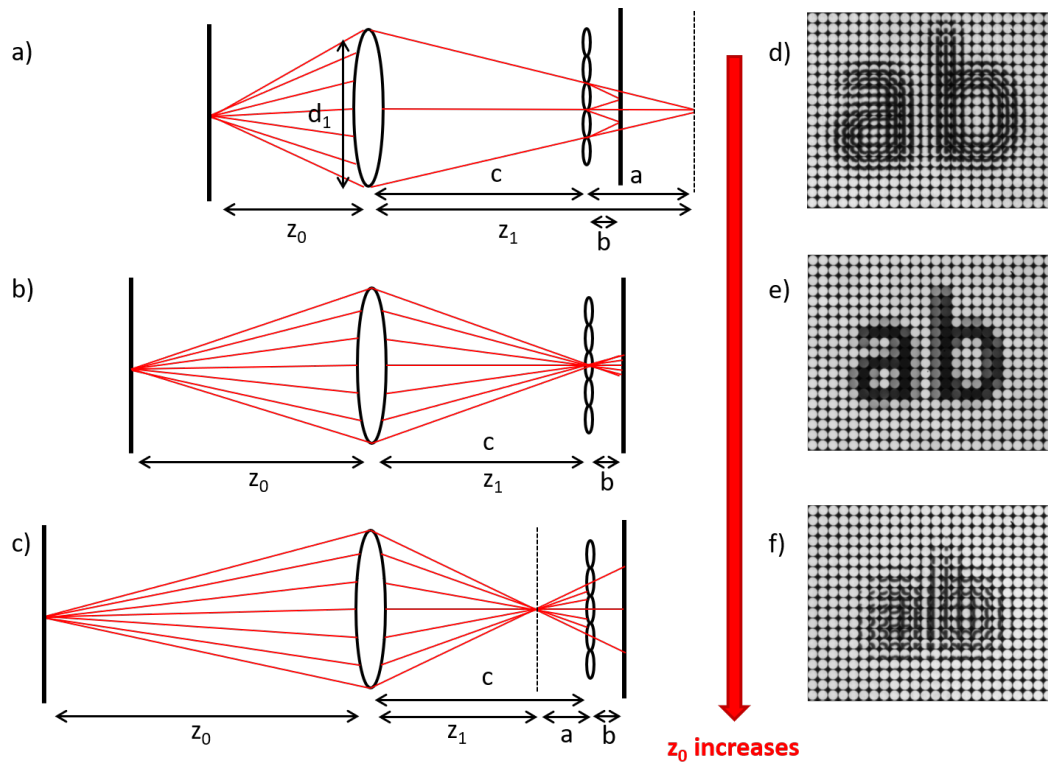 a)
d₁
c
a
z₀
z₁
b
d)
ab
b)
c
z₀
z₁
b
e)
ab
c)
c
z₀
z₁
a
b
f)
ab
z₀ increases